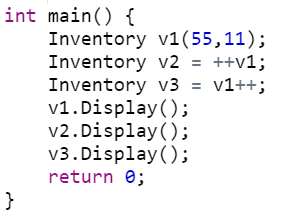 int main() {
    Inventory v1(55,11);
    Inventory v2 = ++v1;
    Inventory v3 = v1++;
    v1.Display();
    v2.Display();
    v3.Display();
    return 0;
}